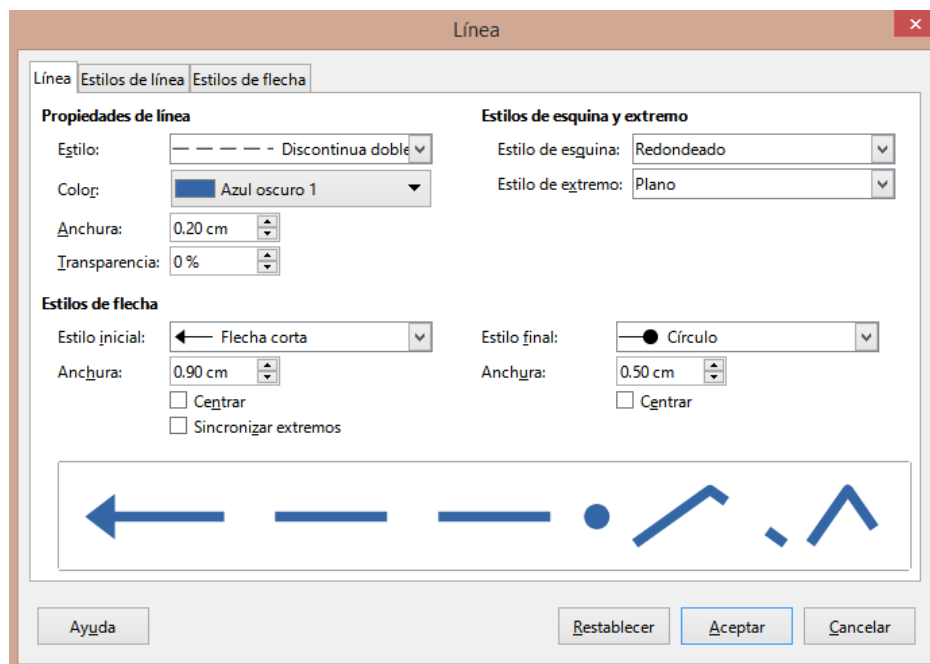 Línea
Línea Estilos de línea Estilos de flecha
Propiedades de línea
Estilo: Discontinua doble
Color: Azul oscuro 1
Anchura: 0.20 cm
Transparencia: 0 %
Estilos de esquina y extremo
Estilo de esquina: Redondeado
Estilo de extremo: Plano
Estilos de flecha
Estilo inicial: Flecha corta
Anchura: 0.90 cm
Centrar
Sincronizar extremos
Estilo final: Círculo
Anchura: 0.50 cm
Centrar
Ayuda Restablecer Aceptar Cancelar